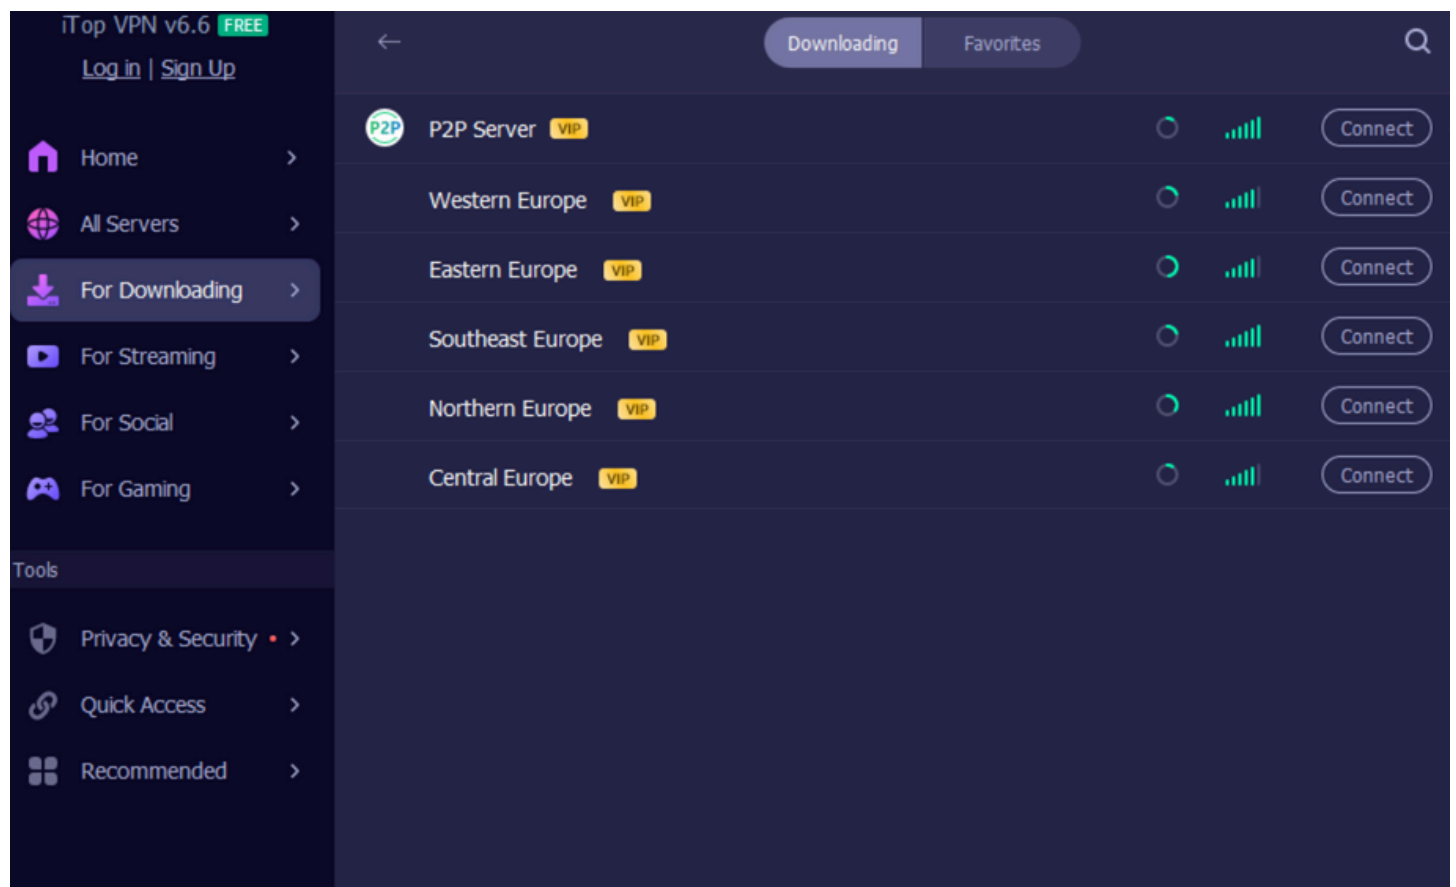 iTop VPN v6.6 FREE
Log in | Sign Up
Home
All Servers
For Downloading
For Streaming
For Social
For Gaming
Tools
Privacy & Security
Quick Access
Recommended
Downloading Favorites
P2P P2P Server VIP Connect
Western Europe VIP Connect
Eastern Europe VIP Connect
Southeast Europe VIP Connect
Northern Europe VIP Connect
Central Europe VIP Connect